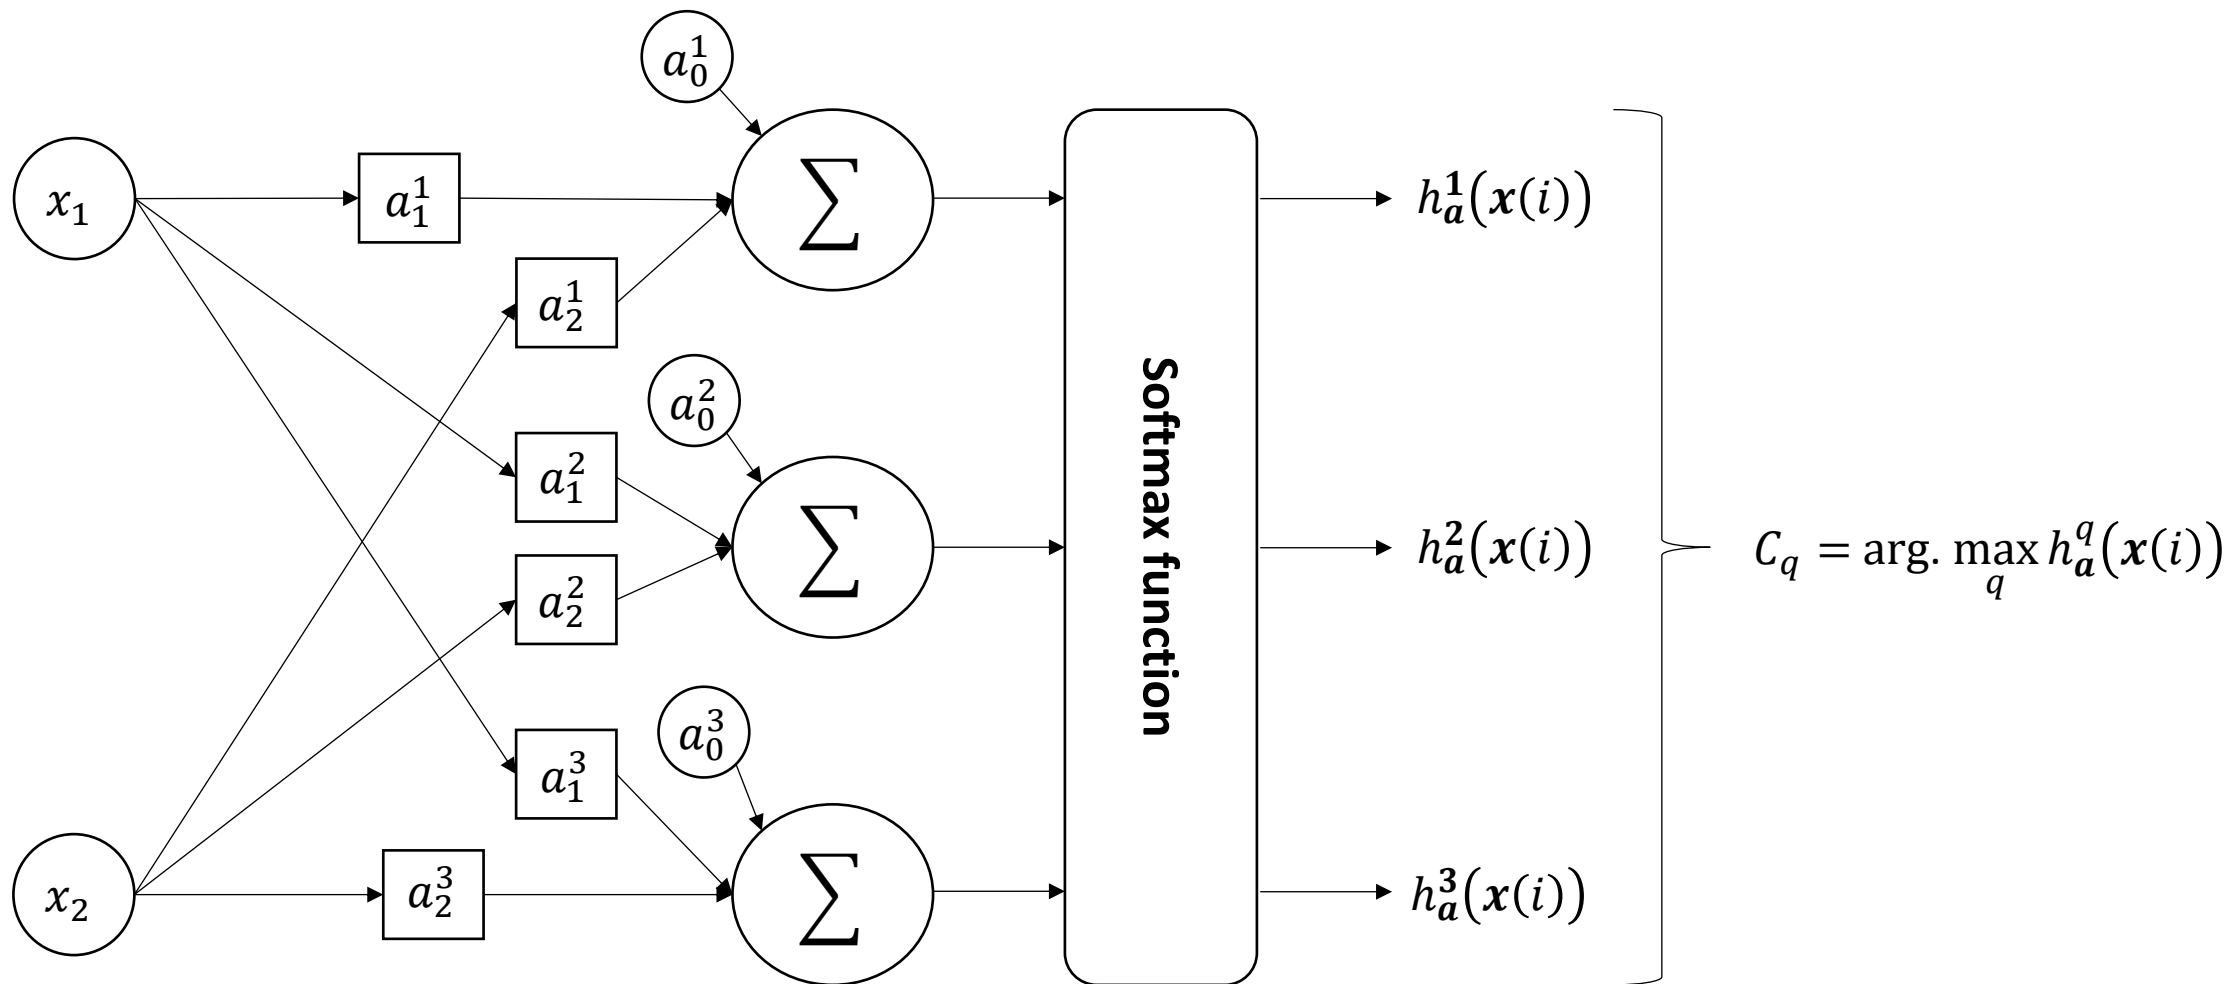 a_0^1
x_1
a_1^1
∑
h_a^1(x(i))
a_2^1
a_0^2
a_1^2
∑
Softmax function
h_a^2(x(i))
C_q = arg. max_q h_a^q(x(i))
a_2^2
a_0^3
a_1^3
x_2
a_2^3
∑
h_a^3(x(i))